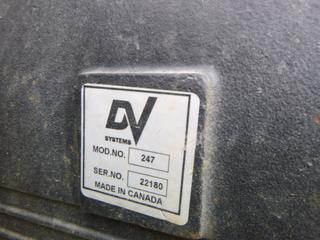 DV
SYSTEMS
MOD.NO. 247
SER.NO. 22180
MADE IN CANADA